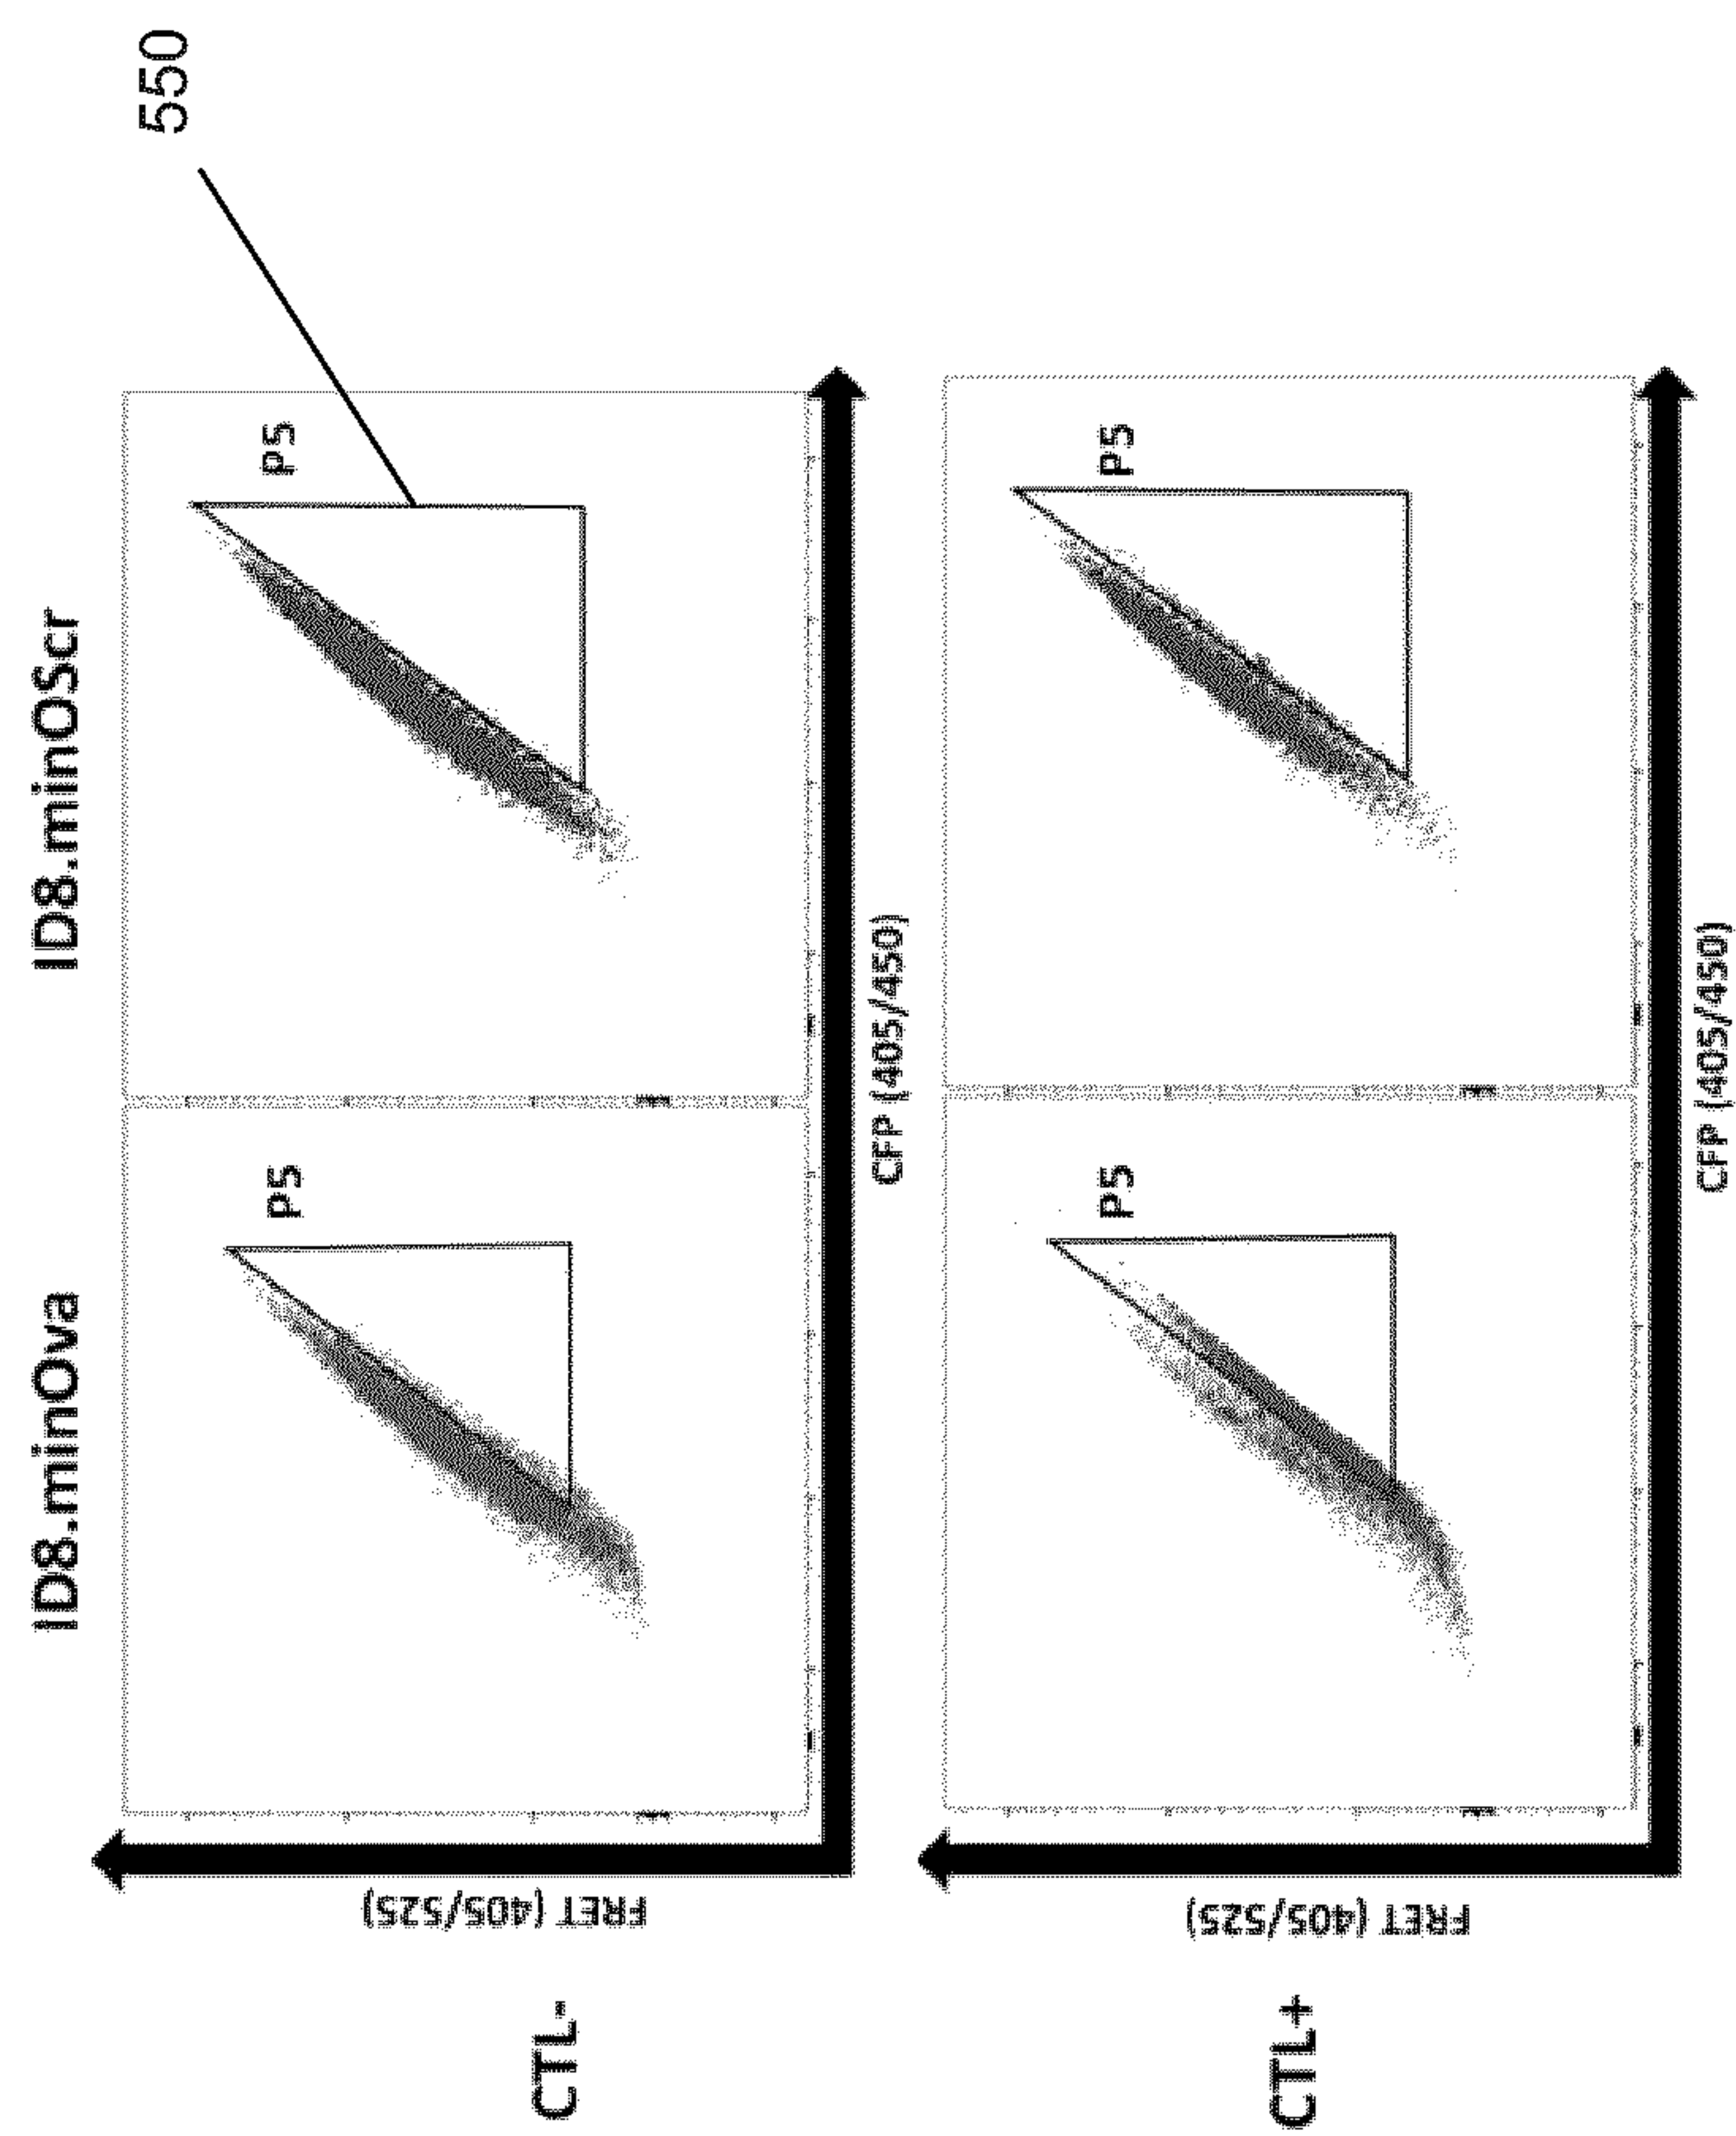 ID8.minOva
ID8.minOScr
550
CTL-
FRET (405/525)
P5
P5
CFP (405/450)
CTL+
FRET (405/525)
P5
P5
CFP (405/450)